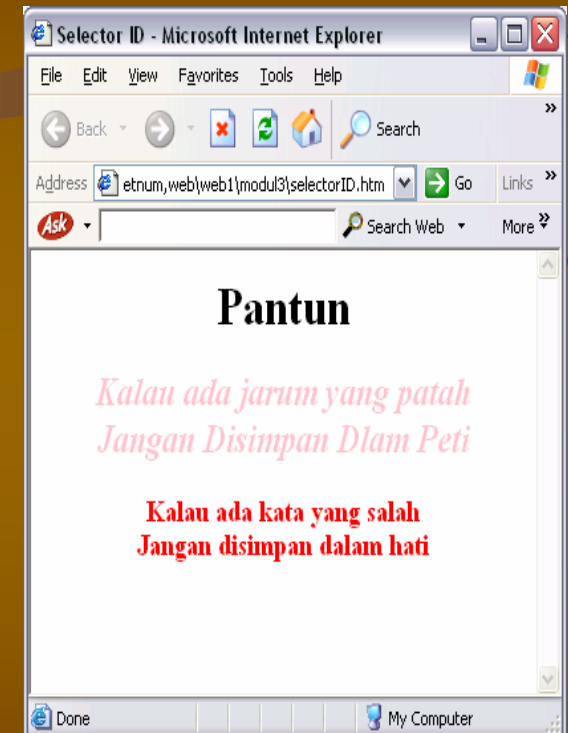 Selector ID - Microsoft Internet Explorer
File Edit View Favorites Tools Help
Back Search
Address etnum,web\web1\modul3\selectorID.htm Go Links
Ask Search Web More
Pantun
Kalau ada jarum yang patah
Jangan Disimpan Dlam Peti
Kalau ada kata yang salah
Jangan disimpan dalam hati
Done My Computer